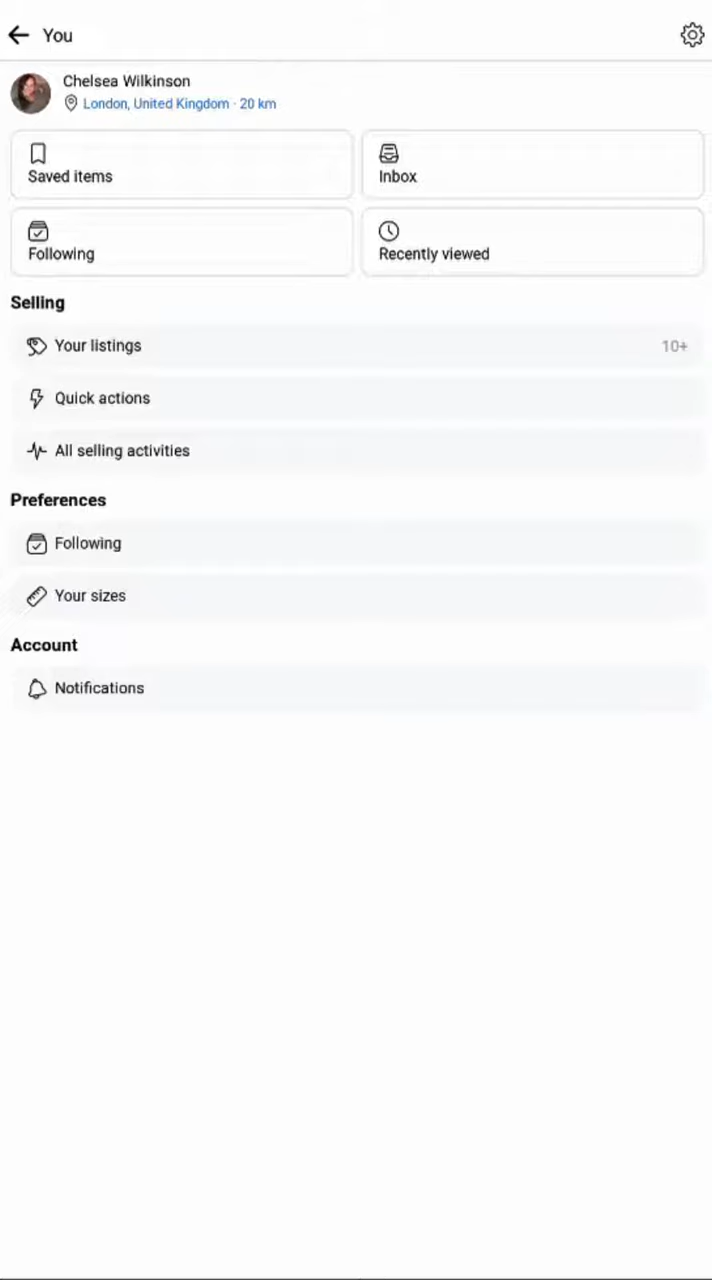 You
Chelsea Wilkinson
London, United Kingdom · 20 km
Saved items
Inbox
Following
Recently viewed
Selling
Your listings 10+
Quick actions
All selling activities
Preferences
Following
Your sizes
Account
Notifications